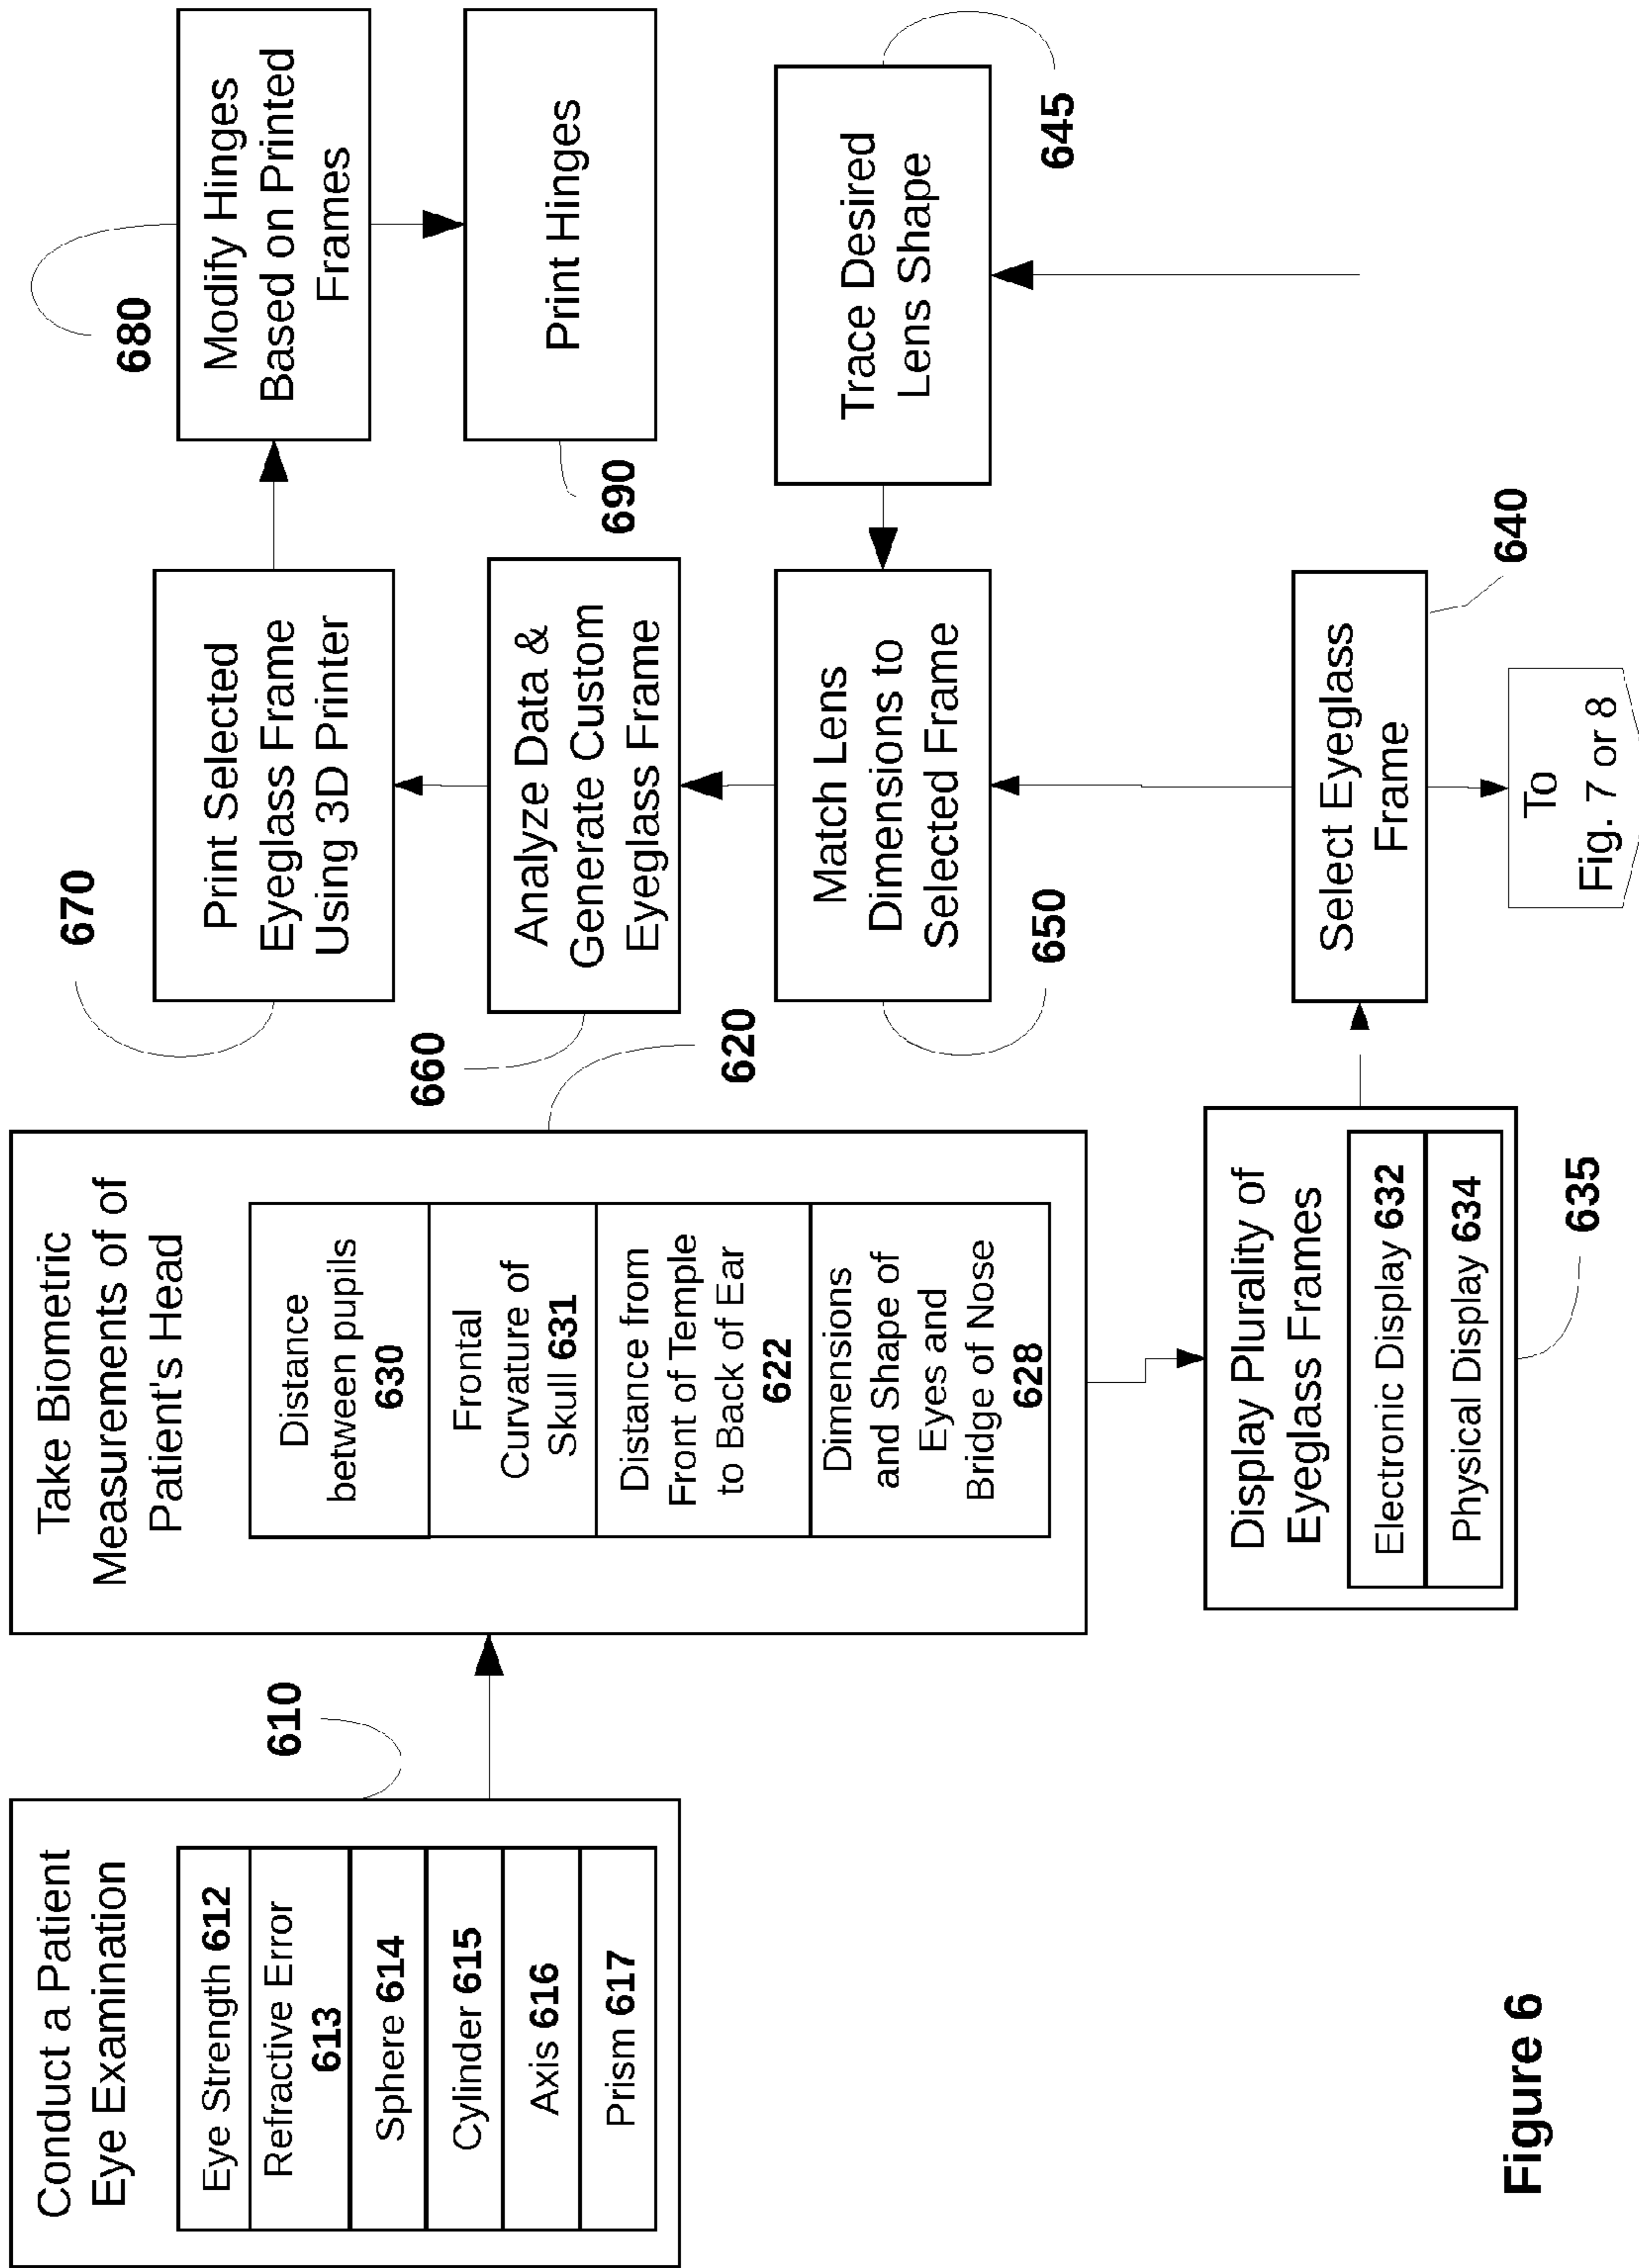 Conduct a Patient
Eye Examination
Eye Strength 612
Refractive Error
613
Sphere 614
Cylinder 615
Axis 616
Prism 617
610
Take Biometric
Measurements of of
Patient's Head
Distance
between pupils
630
Frontal
Curvature of
Skull 631
Distance from
Front of Temple
to Back of Ear
622
Dimensions
and Shape of
Eyes and
Bridge of Nose
628
620
Display Plurality of
Eyeglass Frames
Electronic Display 632
Physical Display 634
635
Select Eyeglass
Frame
640
To
Fig. 7 or 8
Trace Desired
Lens Shape
645
Match Lens
Dimensions to
Selected Frame
650
Analyze Data &
Generate Custom
Eyeglass Frame
660
Print Selected
Eyeglass Frame
Using 3D Printer
670
Modify Hinges
Based on Printed
Frames
680
Print Hinges
690
Figure 6